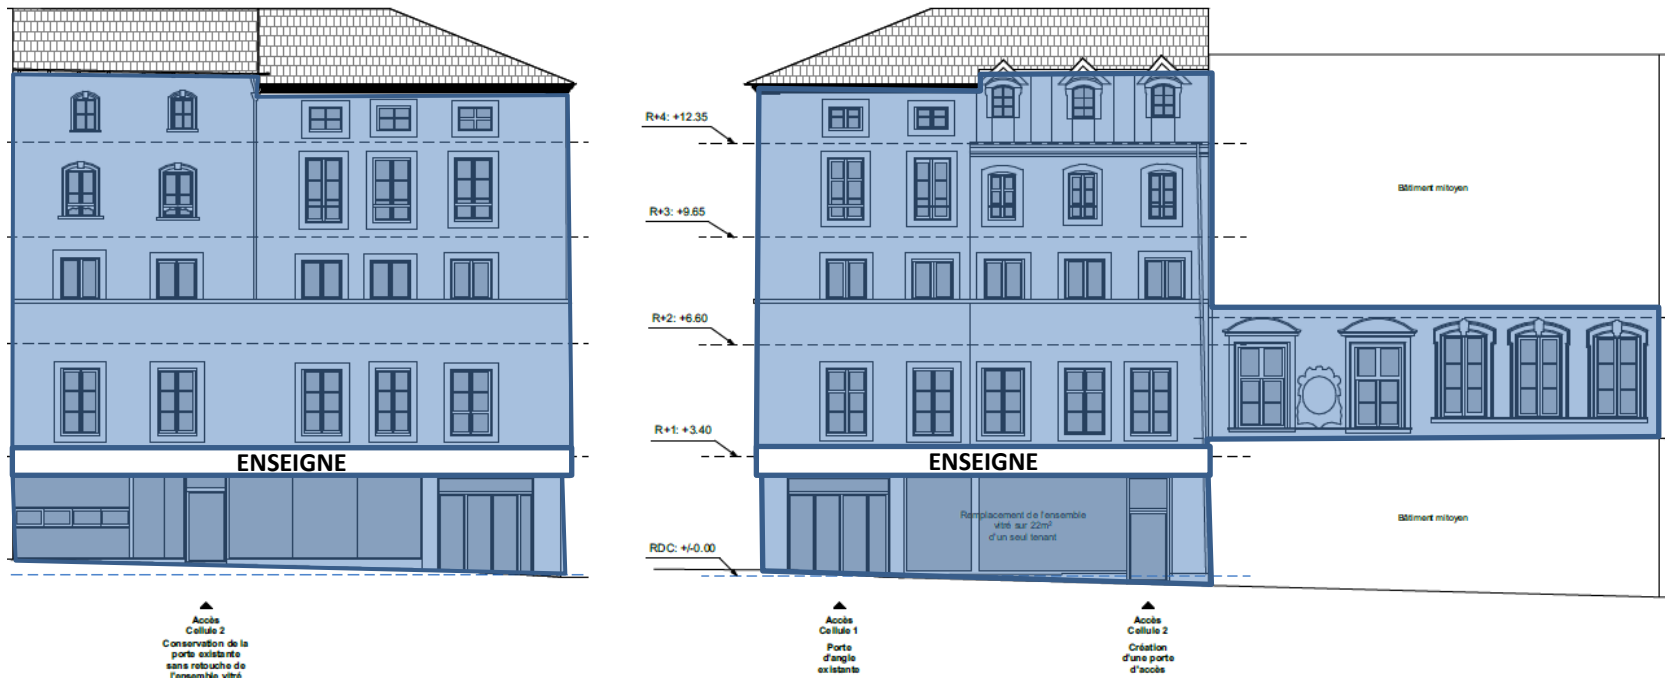 R+4: +12.35
Bâtiment mitoyen
R+3: +9.65
R+2: +6.60
R+1: +3.40
ENSEIGNE
ENSEIGNE
Remplacement de l'ensemble
vitré sur 22m²
d'un seul tenant
Bâtiment mitoyen
RDC: +/-0.00
Accès
Cellule 2
Conservation de la
porte existante
sans retouche de
l'ensemble vitré
Accès
Cellule 1
Porte
d'angle
existante
Accès
Cellule 2
Création
d'une porte
d'accès